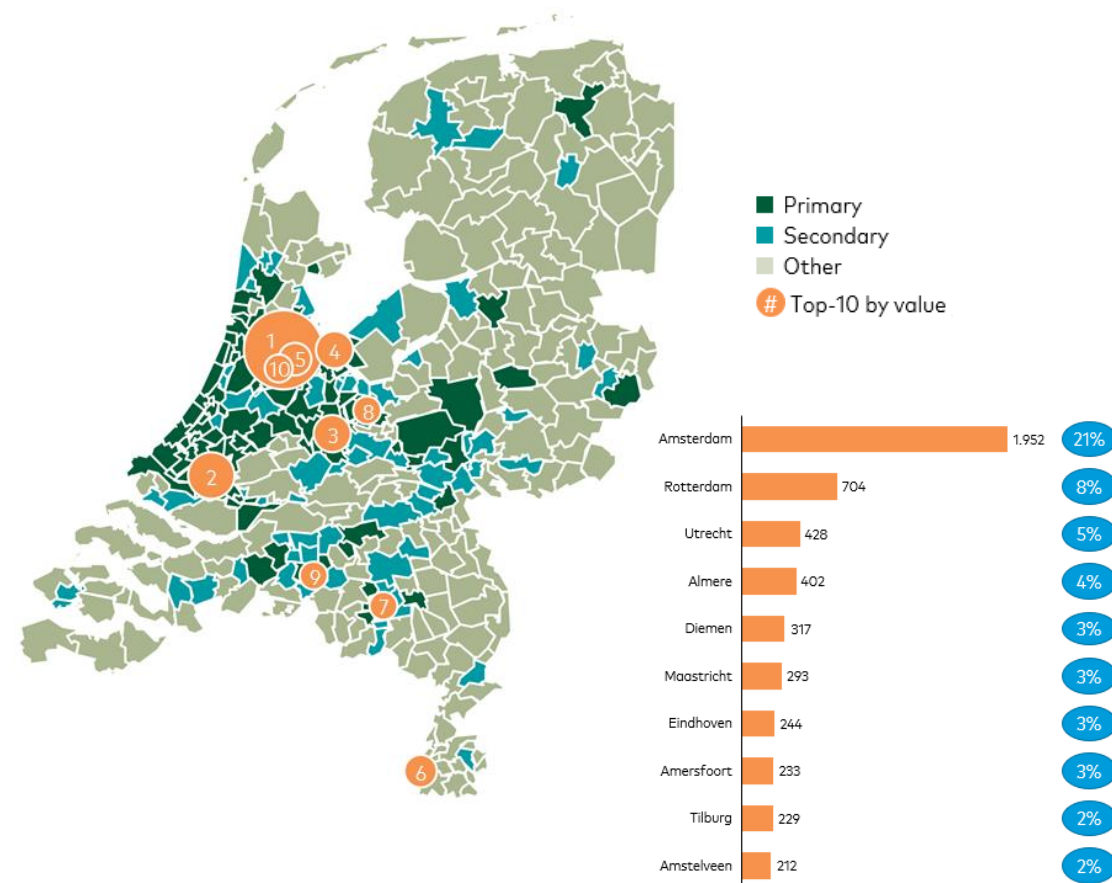 Primary
Secondary
Other
# Top-10 by value
1
5
4
10
8
3
2
9
7
6
Amsterdam 1.952 21%
Rotterdam 704 8%
Utrecht 428 5%
Almere 402 4%
Diemen 317 3%
Maastricht 293 3%
Eindhoven 244 3%
Amersfoort 233 3%
Tilburg 229 2%
Amstelveen 212 2%